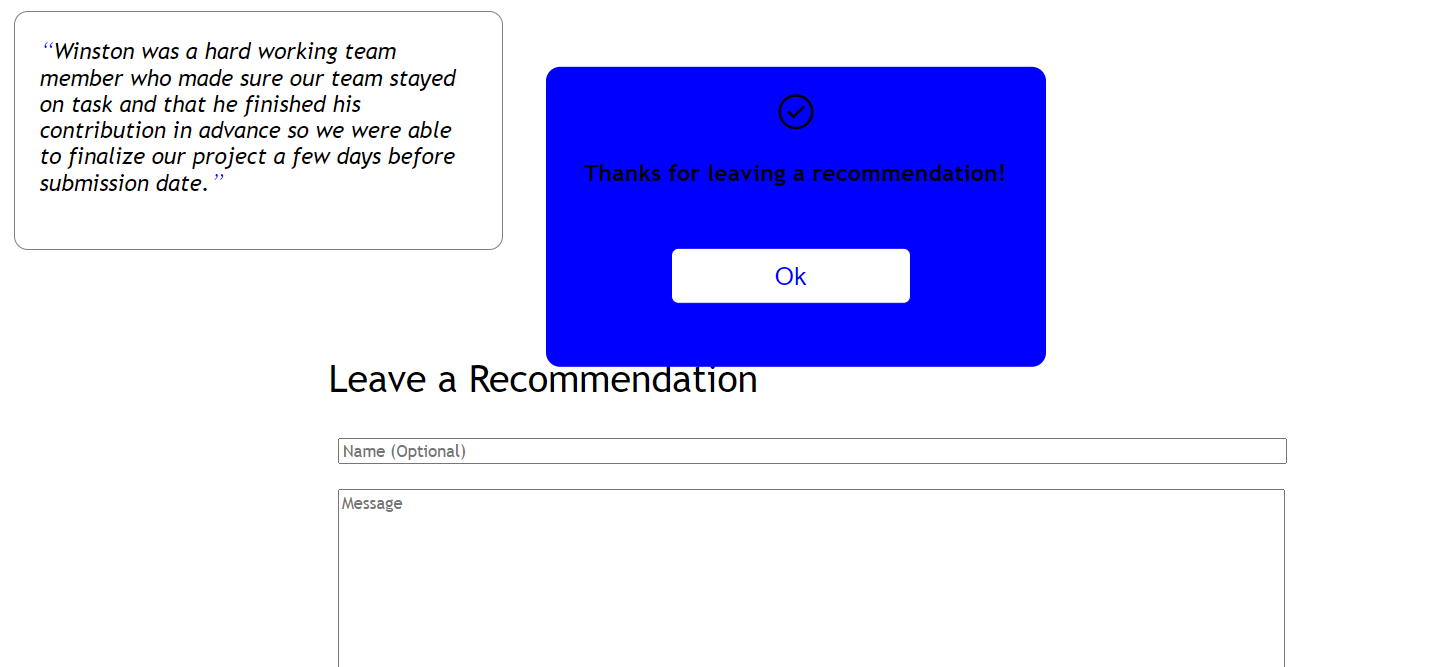 “Winston was a hard working team
member who made sure our team stayed
on task and that he finished his
contribution in advance so we were able
to finalize our project a few days before
submission date.”
Thanks for leaving a recommendation!
Ok
Leave a Recommendation
Name (Optional)
Message